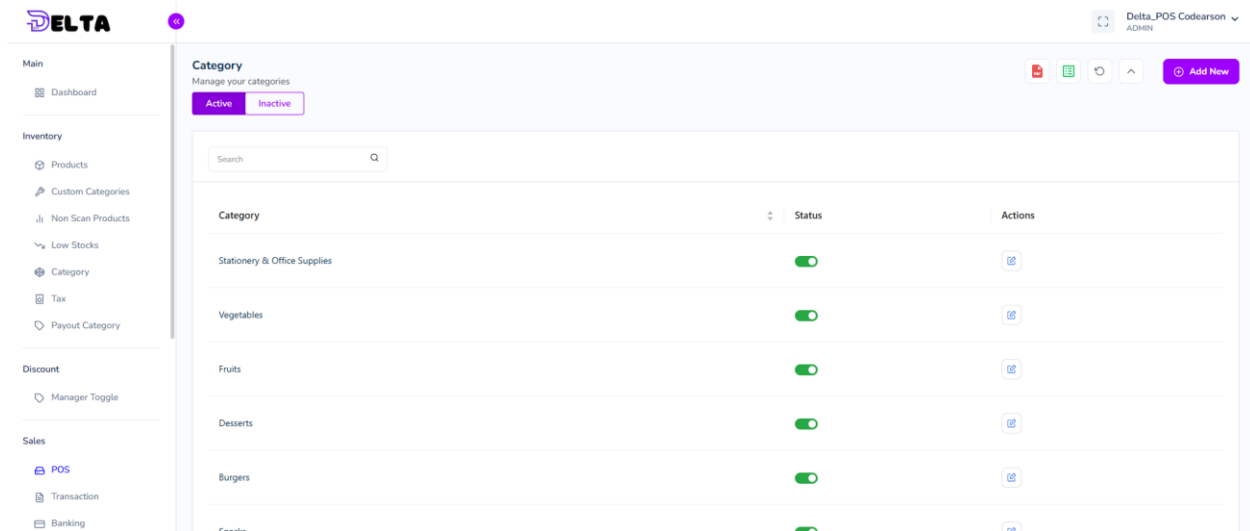 DELTA
Delta_POS Codearson
ADMIN
Main
Dashboard
Inventory
Products
Custom Categories
Non Scan Products
Low Stocks
Category
Tax
Payout Category
Discount
Manager Toggle
Sales
POS
Transaction
Banking
Category
Manage your categories
Add New
Active Inactive
Search
Category Status Actions
Stationery & Office Supplies
Vegetables
Fruits
Desserts
Burgers